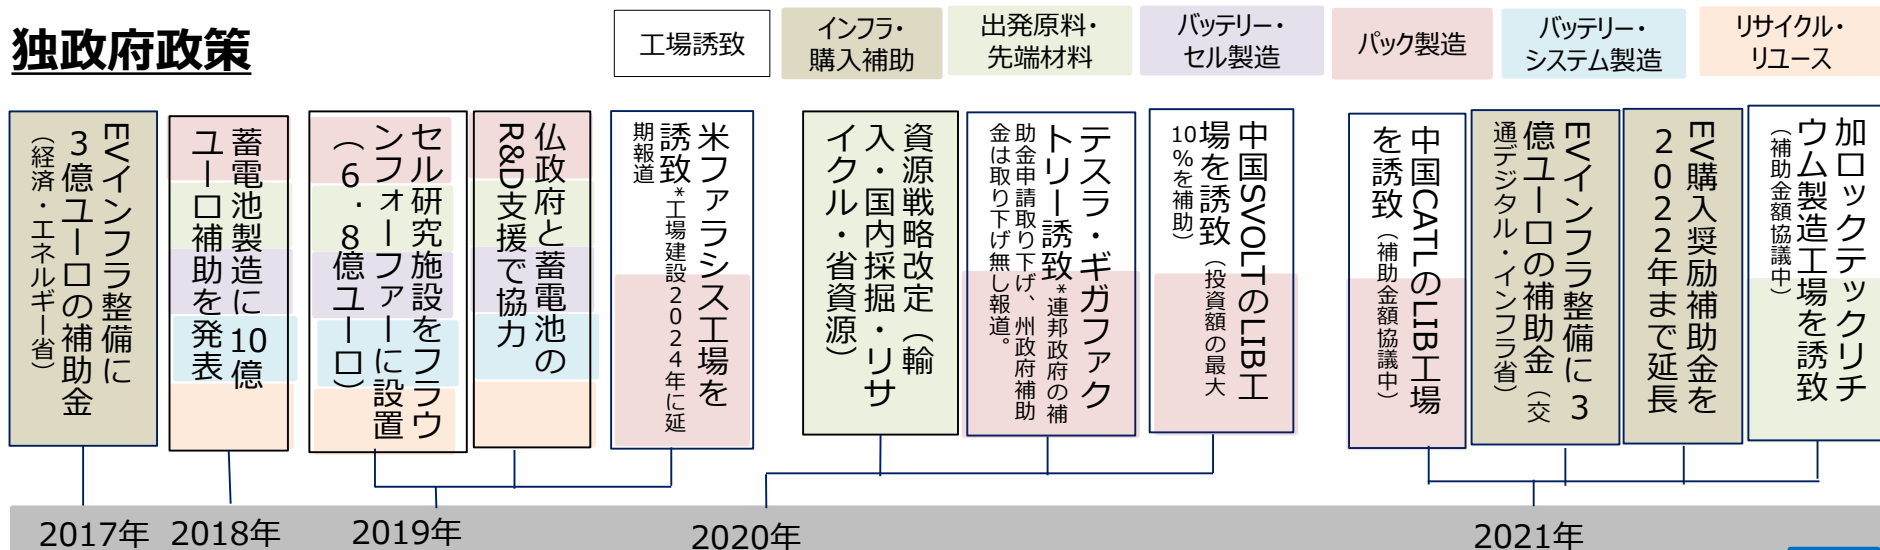 独政府政策
工場誘致
インフラ・
購入補助
出発原料・
先端材料
バッテリー・
セル製造
パック製造
バッテリー・
システム製造
リサイクル・
リユース
EVインフラ整備に
3億ユーロの補助金
（経済・エネルギー省）
蓄電池製造に10億
ユーロ補助を発表
セル研究施設をフラウ
ンフォーファーに設置
（6.8億ユーロ）
仏政府と蓄電池の
R&D支援で協力
米ファラシス工場を
誘致*工場建設2024年に延
期報道
資源戦略改定（輸
入・国内採掘・リサ
イクル・省資源）
テスラ・ギガファク
トリー誘致*連邦政府の補
助金申請取り下げ、州政府補助
金は取り下げ無し報道。
中国SVOLTのLIB工
場を誘致（投資額の最大
10%を補助）
中国CATLのLIB工場
を誘致（補助金額協議中）
EVインフラ整備に3
億ユーロの補助金（交
通デジタル・インフラ省）
EV購入奨励補助金を
2022年まで延長
加ロックテックリチ
ウム製造工場を誘致
（補助金額協議中）
2017年
2018年
2019年
2020年
2021年